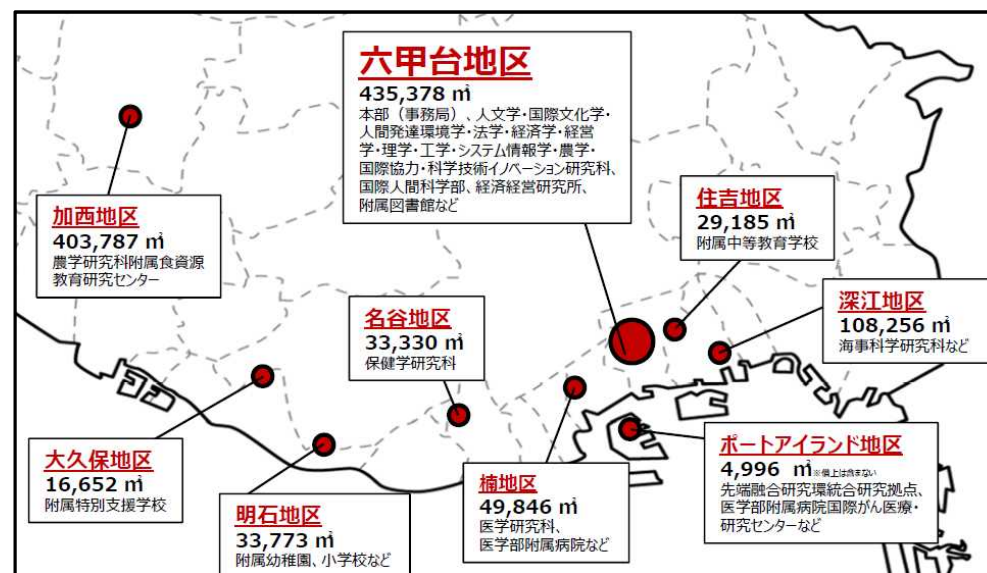 六甲台地区
435,378 ㎡
本部（事務局）、人文学・国際文化学・
人間発達環境学・法学・経済学・経営
学・理学・工学・システム情報学・農学・
国際協力・科学技術イノベーション研究科、
国際人間科学部、経済経営研究所、
附属図書館など
加西地区
403,787 ㎡
農学研究科附属食資源
教育研究センター
住吉地区
29,185 ㎡
附属中等教育学校
名谷地区
33,330 ㎡
保健学研究科
深江地区
108,256 ㎡
海事科学研究科など
大久保地区
16,652 ㎡
附属特別支援学校
明石地区
33,773 ㎡
附属幼稚園、小学校など
楠地区
49,846 ㎡
医学研究科、
医学部附属病院など
ポートアイランド地区
4,996 ㎡※借上は含まない
先端融合研究環統合研究拠点、
医学部附属病院国際がん医療・
研究センターなど